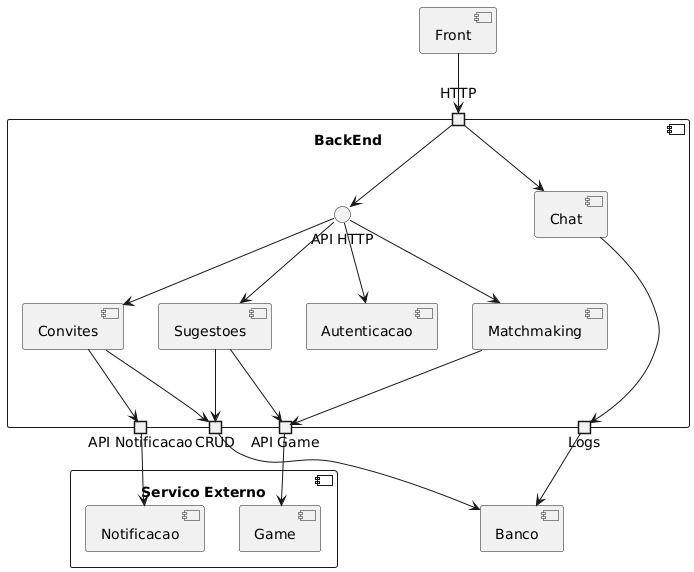 Front
HTTP
BackEnd
Chat
API HTTP
Convites
Sugestoes
Autenticacao
Matchmaking
API Notificacao
CRUD
API Game
Logs
Servico Externo
Notificacao
Game
Banco